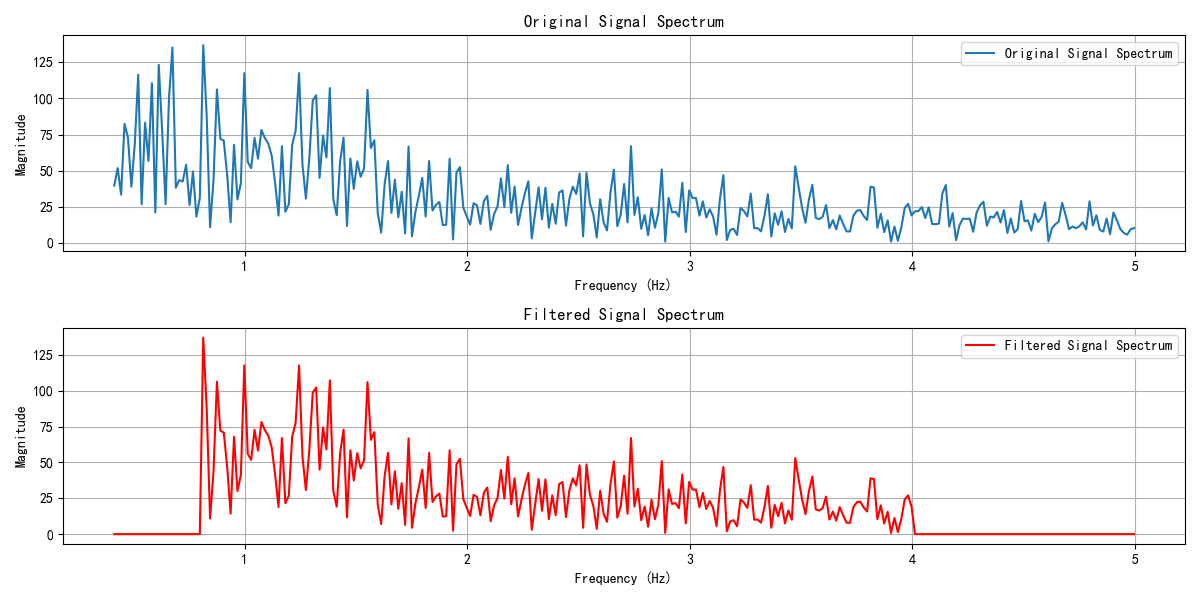 Original Signal Spectrum
Original Signal Spectrum
Magnitude
125
100
75
50
25
0
1
2
3
4
5
Frequency (Hz)
Filtered Signal Spectrum
Filtered Signal Spectrum
Magnitude
125
100
75
50
25
0
1
2
3
4
5
Frequency (Hz)